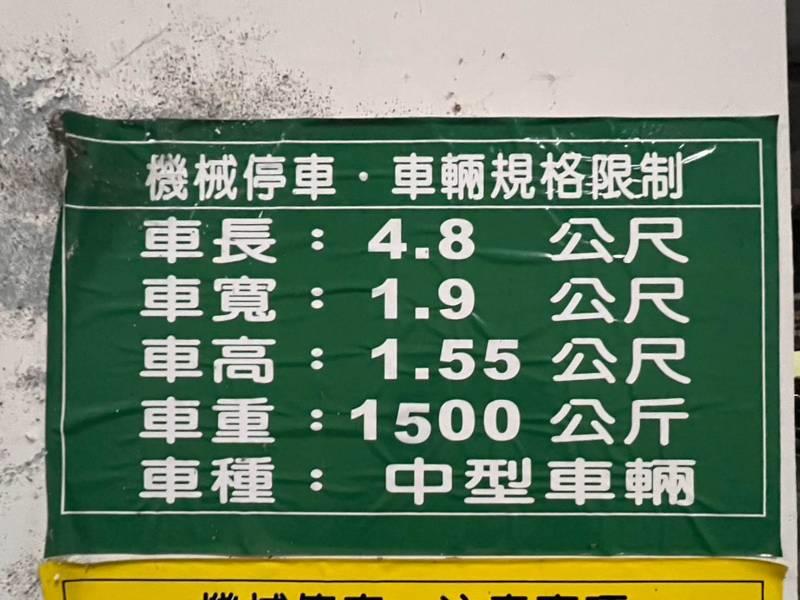 機械停車・車輛規格限制
車長：4.8 公尺
車寬：1.9 公尺
車高：1.55 公尺
車重：1500 公斤
車種：中型車輛